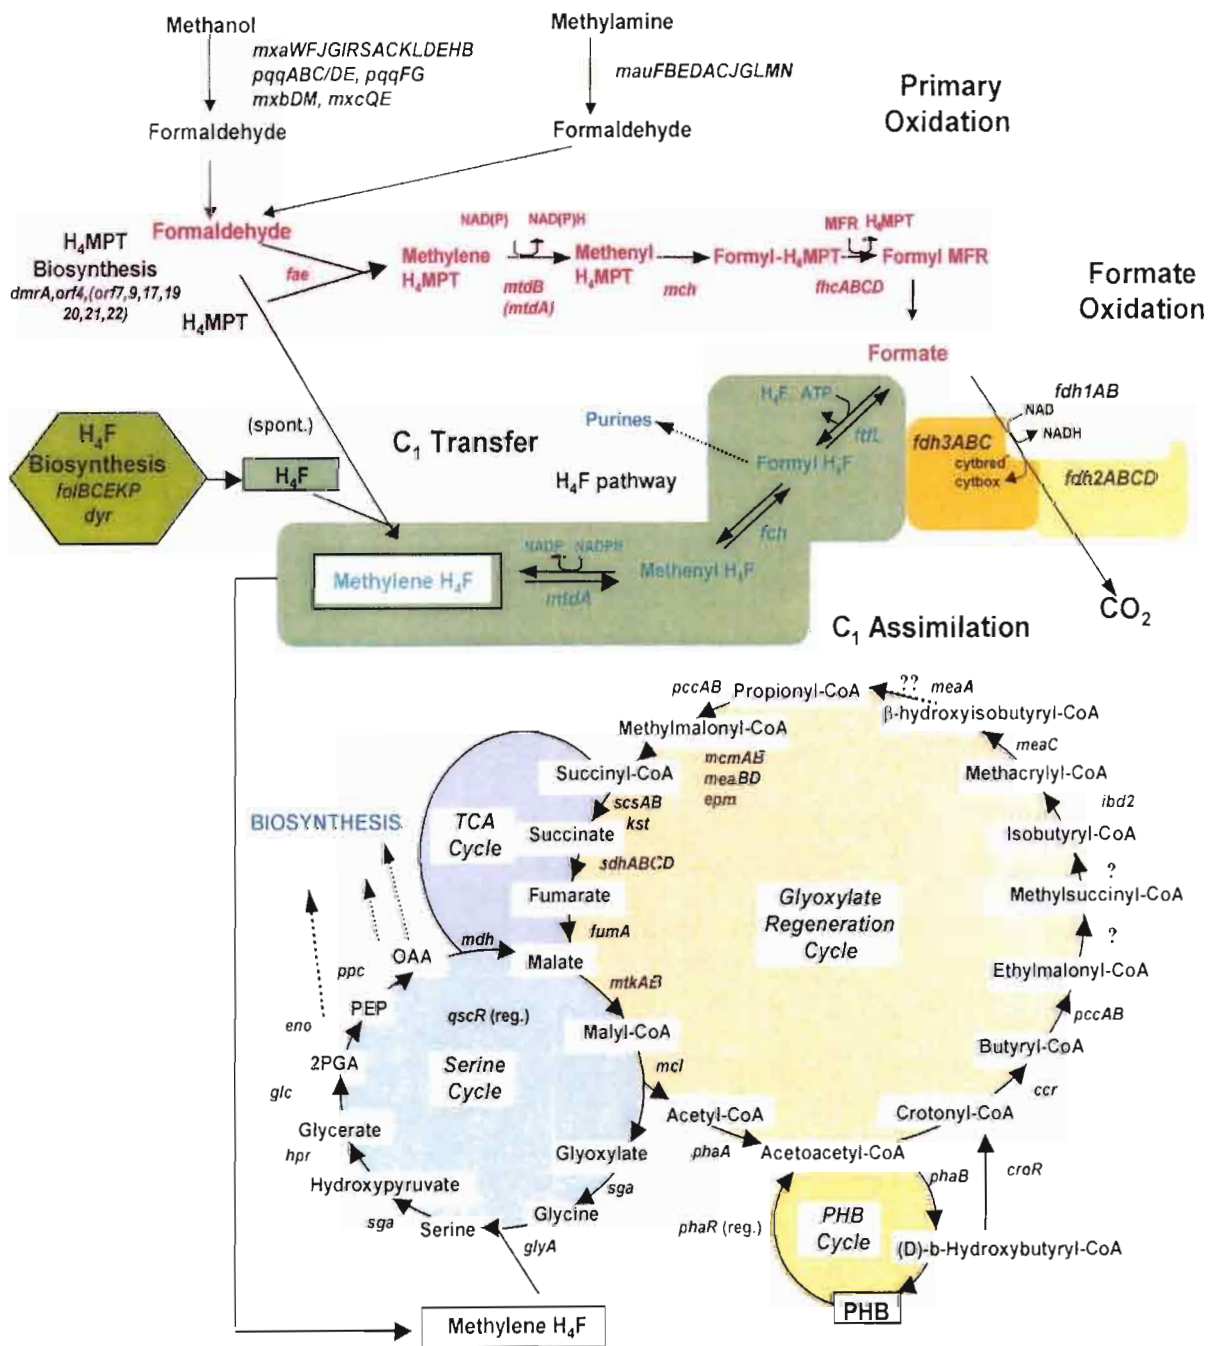 Methanol
mxaWFJGIRSACKLDEHB
pqqABC/DE, pqqFG
mxbDM, mxcQE
Formaldehyde
Methylamine
mauFBEDACJGLMN
Formaldehyde
Primary
Oxidation
Formaldehyde
H₄MPT
Biosynthesis
dmrA,orf4,(orf7,9,17,19
20,21,22)
fae
H₄MPT
NAD(P) NAD(P)H
Methylene
H₄MPT
mtdB
(mtdA)
Methenyl
H₄MPT
mch
Formyl-H₄MPT
MFR H₄MPT
fhcABCD
Formyl MFR
Formate
Oxidation
Formate
H₄F ATP
ftfL
Purines
Formyl H₄F
fdh1AB
NAD
NADH
fdh3ABC
cytbred
cytbox
fdh2ABCD
H₄F
Biosynthesis
folBCEKP
dyr
(spont.)
H₄F
C₁ Transfer
H₄F pathway
fch
NADP NADPH
Methylene H₄F
mtdA
Methenyl H₄F
CO₂
C₁ Assimilation
pccAB
Propionyl-CoA
??
meaA
β-hydroxyisobutyryl-CoA
Methylmalonyl-CoA
meaC
mcmAB
meaBD
epm
Methacrylyl-CoA
Succinyl-CoA
ibd2
scsAB
kst
BIOSYNTHESIS
TCA
Cycle
Succinate
Isobutyryl-CoA
sdhABCD
?
Fumarate
Glyoxylate
Regeneration
Cycle
Methylsuccinyl-CoA
fumA
?
mdh
OAA
Malate
ppc
Ethylmalonyl-CoA
mtkAB
PEP
qscR (reg.)
pccAB
eno
Malyl-CoA
Butyryl-CoA
2PGA
Serine
Cycle
mcl
glc
ccr
Acetyl-CoA
Crotonyl-CoA
Glycerate
hpr
Glyoxylate
phaA
Acetoacetyl-CoA
phaB
croR
Hydroxypyruvate
sga
sga
Serine
Glycine
glyA
phaR (reg.)
PHB
Cycle
(D)-b-Hydroxybutyryl-CoA
PHB
Methylene H₄F